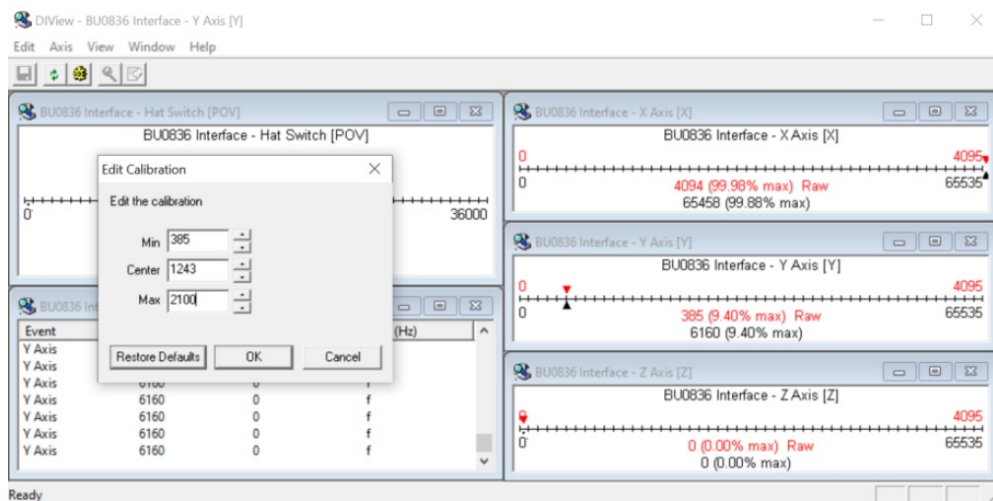 DIView - BU0836 Interface - Y Axis [Y]
Edit Axis View Window Help
BU0836 Interface - Hat Switch [POV]
BU0836 Interface - Hat Switch [POV]
0
36000
Edit Calibration
Edit the calibration
Min 385
Center 1243
Max 2100
Restore Defaults OK Cancel
BU0836 Int
Event (Hz)
Y Axis
Y Axis
Y Axis 6160 0 f
Y Axis 6160 0 f
Y Axis 6160 0 f
Y Axis 6160 0 f
Y Axis 6160 0 f
BU0836 Interface - X Axis [X]
BU0836 Interface - X Axis [X]
0 4095
0 65535
4094 (99.98% max) Raw
65458 (99.88% max)
BU0836 Interface - Y Axis [Y]
BU0836 Interface - Y Axis [Y]
0 4095
0 65535
385 (9.40% max) Raw
6160 (9.40% max)
BU0836 Interface - Z Axis [Z]
BU0836 Interface - Z Axis [Z]
0 4095
0 65535
0 (0.00% max) Raw
0 (0.00% max)
Ready